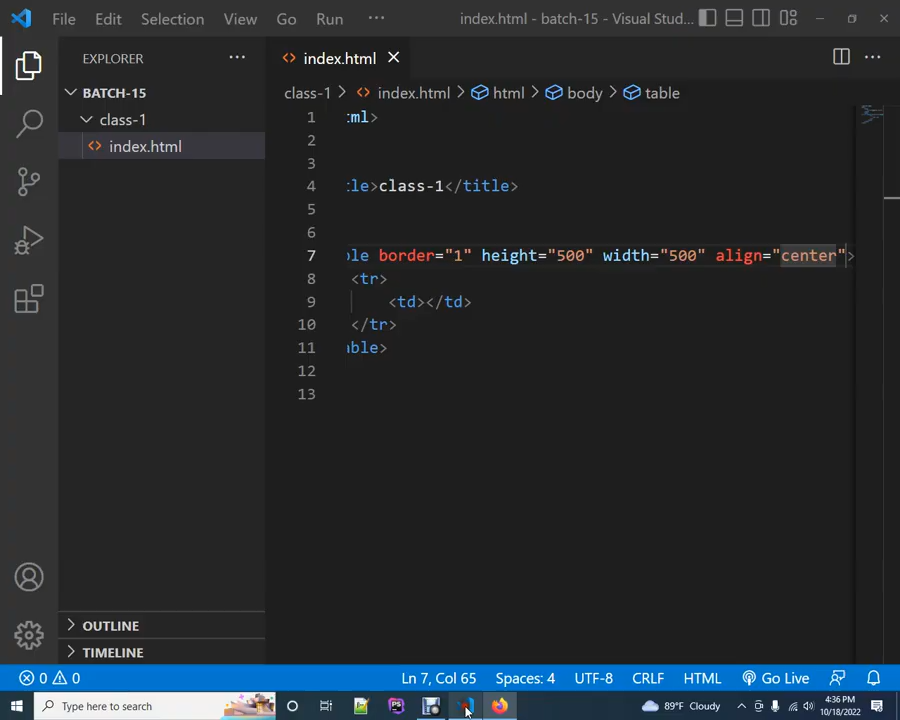 File Edit Selection View Go Run ··· index.html - batch-15 - Visual Stud...
EXPLORER ···
index.html
BATCH-15
class-1 > index.html > html > body > table
class-1
index.html
1 ml>
2
3
4 tle>class-1</title>
5
6
7 ble border="1" height="500" width="500" align="center">
8 <tr>
9 <td></td>
10 </tr>
11 able>
12
13
OUTLINE
TIMELINE
0 0 Ln 7, Col 65 Spaces: 4 UTF-8 CRLF HTML Go Live
Type here to search
PS
89°F Cloudy
4:36 PM
10/18/2022